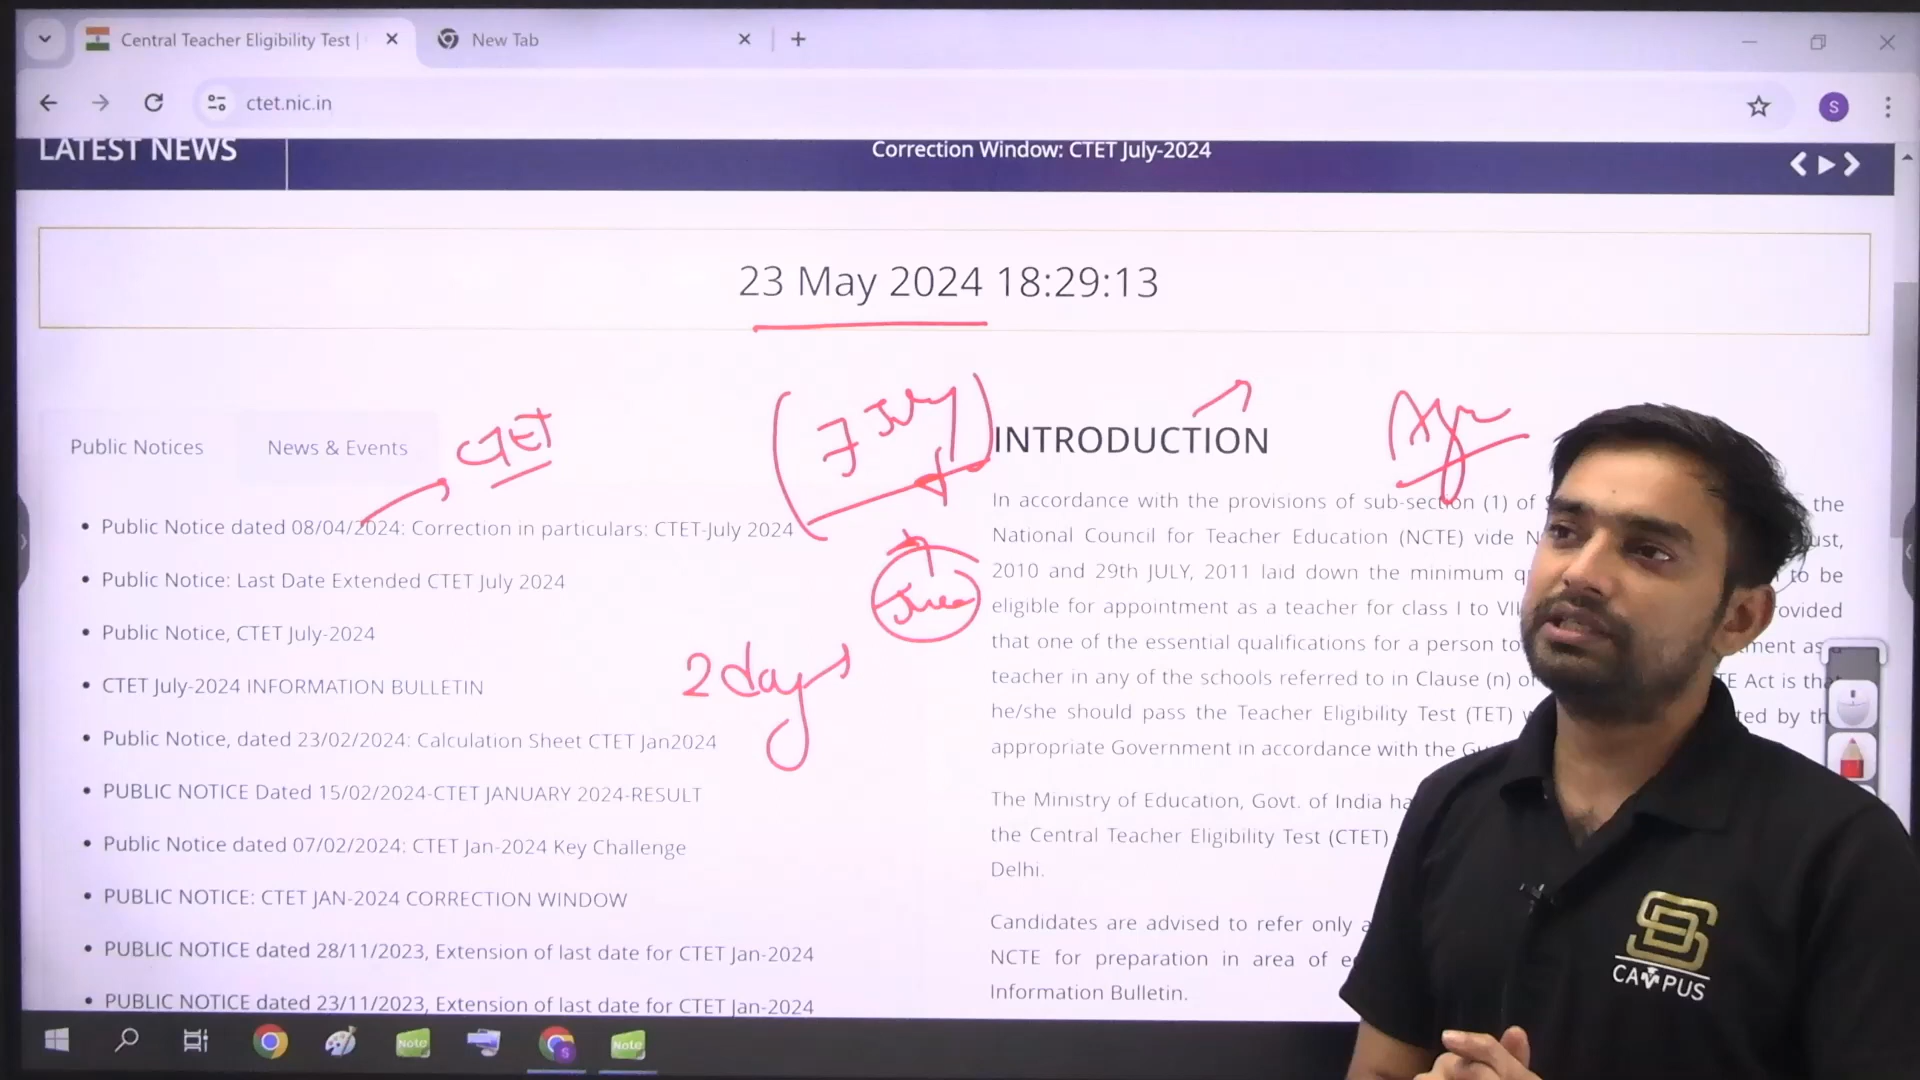 Central Teacher Eligibility Test |
New Tab
ctet.nic.in
S
LATEST NEWS
Correction Window: CTET July-2024
23 May 2024 18:29:13
Public Notices
News & Events
CTET
7 July
2 day
Public Notice dated 08/04/2024: Correction in particulars: CTET-July 2024
Public Notice: Last Date Extended CTET July 2024
Public Notice, CTET July-2024
CTET July-2024 INFORMATION BULLETIN
Public Notice, dated 23/02/2024: Calculation Sheet CTET Jan2024
PUBLIC NOTICE Dated 15/02/2024-CTET JANUARY 2024-RESULT
Public Notice dated 07/02/2024: CTET Jan-2024 Key Challenge
PUBLIC NOTICE: CTET JAN-2024 CORRECTION WINDOW
PUBLIC NOTICE dated 28/11/2023, Extension of last date for CTET Jan-2024
PUBLIC NOTICE dated 23/11/2023, Extension of last date for CTET Jan-2024
INTRODUCTION
In accordance with the provisions of sub-section (1) of the
National Council for Teacher Education (NCTE) vide
2010 and 29th JULY, 2011 laid down the minimum to be
eligible for appointment as a teacher for class I to
that one of the essential qualifications for a person to
teacher in any of the schools referred to in Clause (n) Act is
he/she should pass the Teacher Eligibility Test (TET) by
appropriate Government in accordance with the
The Ministry of Education, Govt. of India
the Central Teacher Eligibility Test (CTET)
Delhi.
Candidates are advised to refer only
NCTE for preparation in area of
Information Bulletin.
Note
S
Note
SD
CAMPUS